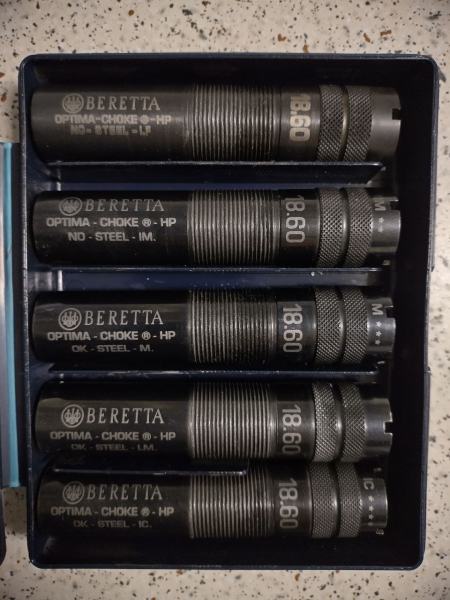 BERETTA
OPTIMA-CHOKE ® -HP
NO - STEEL -
18.60
BERETTA
OPTIMA - CHOKE ® - HP
NO - STEEL - IM.
18.60
M **
BERETTA
OPTIMA - CHOKE ® - HP
OK - STEEL - M.
18.60
M ***
BERETTA
OPTIMA - CHOKE ® - HP
OK - STEEL - I.M.
18.60
BERETTA
OPTIMA - CHOKE ® - HP
OK - STEEL - IC.
18.60
IC ****